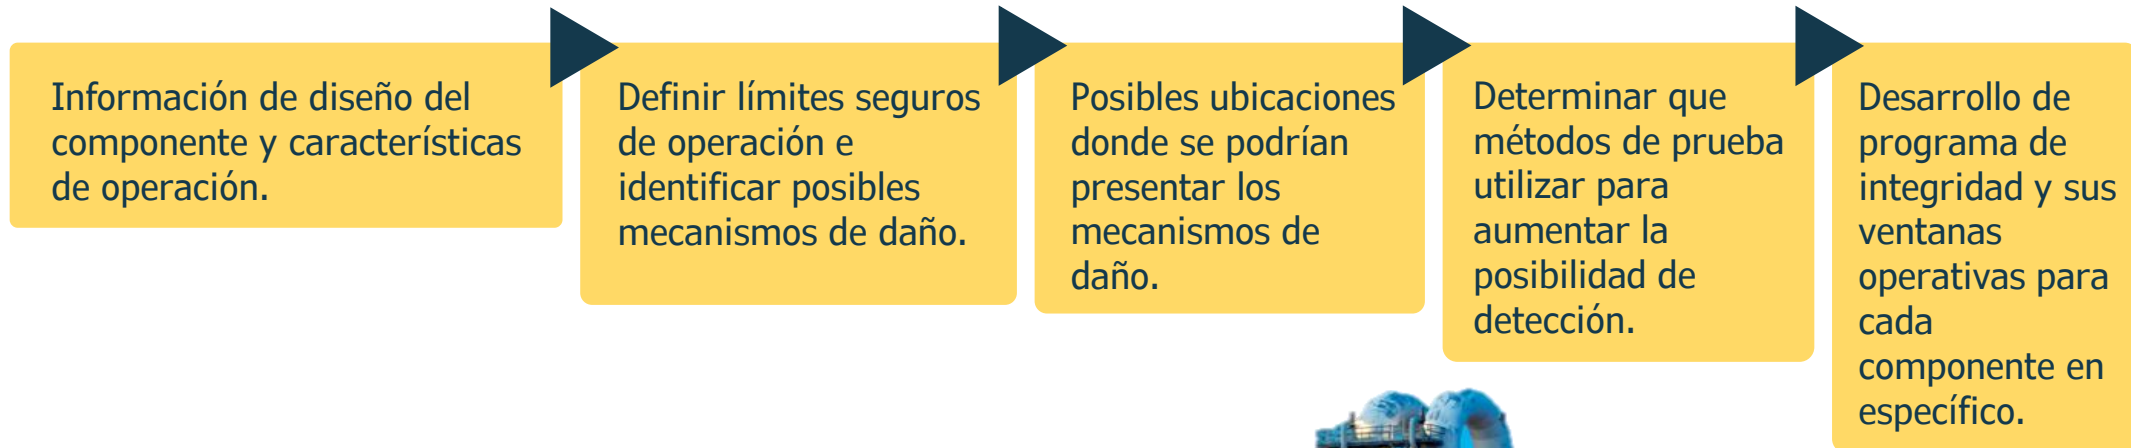 Información de diseño del
componente y características
de operación.
Definir límites seguros
de operación e
identificar posibles
mecanismos de daño.
Posibles ubicaciones
donde se podrían
presentar los
mecanismos de
daño.
Determinar que
métodos de prueba
utilizar para
aumentar la
posibilidad de
detección.
Desarrollo de
programa de
integridad y sus
ventanas
operativas para
cada
componente en
específico.